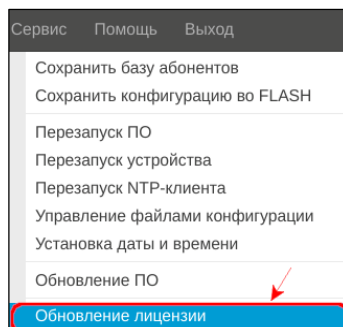 Сервис Помощь Выход
Сохранить базу абонентов
Сохранить конфигурацию во FLASH
Перезапуск ПО
Перезапуск устройства
Перезапуск NTP-клиента
Управление файлами конфигурации
Установка даты и времени
Обновление ПО
Обновление лицензии